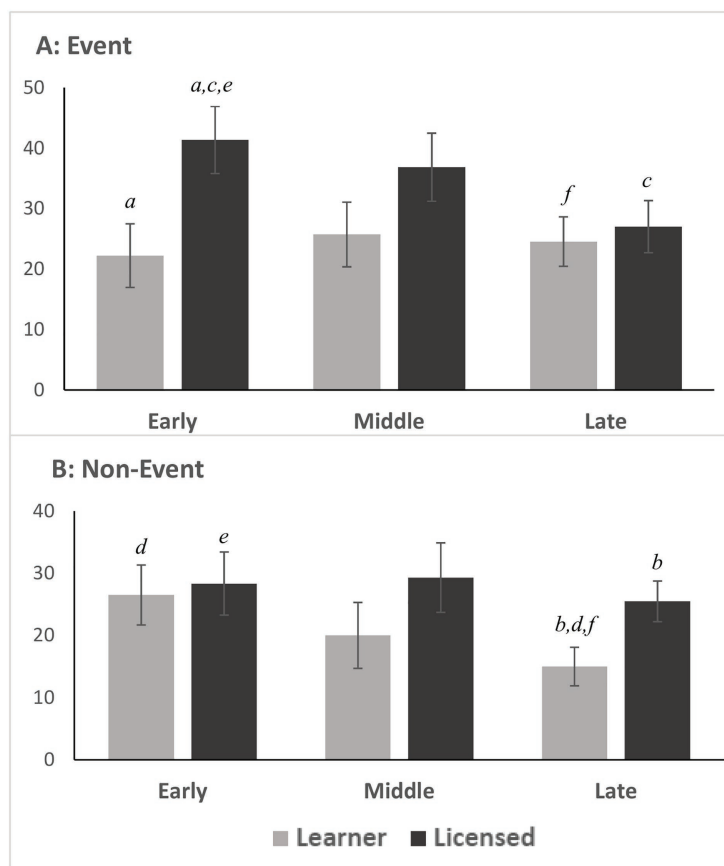 A: Event
50
40
30
20
10
0
a,c,e
a
f
c
Early Middle Late
B: Non-Event
40
30
20
10
0
d
e
b
b,d,f
Early Middle Late
Learner Licensed